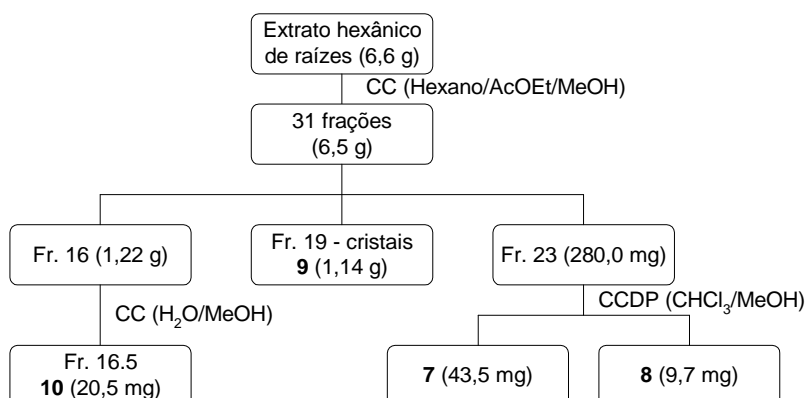 Extrato hexânico
de raízes (6,6 g)
CC (Hexano/AcOEt/MeOH)
31 frações
(6,5 g)
Fr. 16 (1,22 g)
Fr. 19 - cristais
9 (1,14 g)
Fr. 23 (280,0 mg)
CC (H₂O/MeOH)
CCDP (CHCl₃/MeOH)
Fr. 16.5
10 (20,5 mg)
7 (43,5 mg)
8 (9,7 mg)